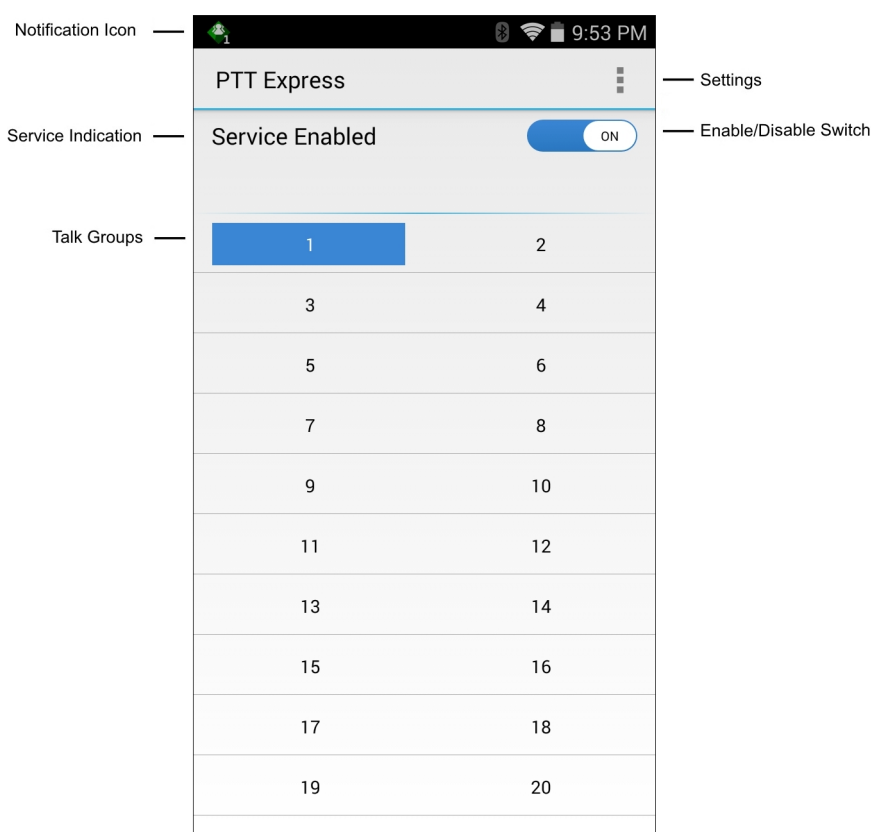 Notification Icon
1
9:53 PM
PTT Express
Settings
Service Indication
Service Enabled
ON
Enable/Disable Switch
Talk Groups
1 2
3 4
5 6
7 8
9 10
11 12
13 14
15 16
17 18
19 20